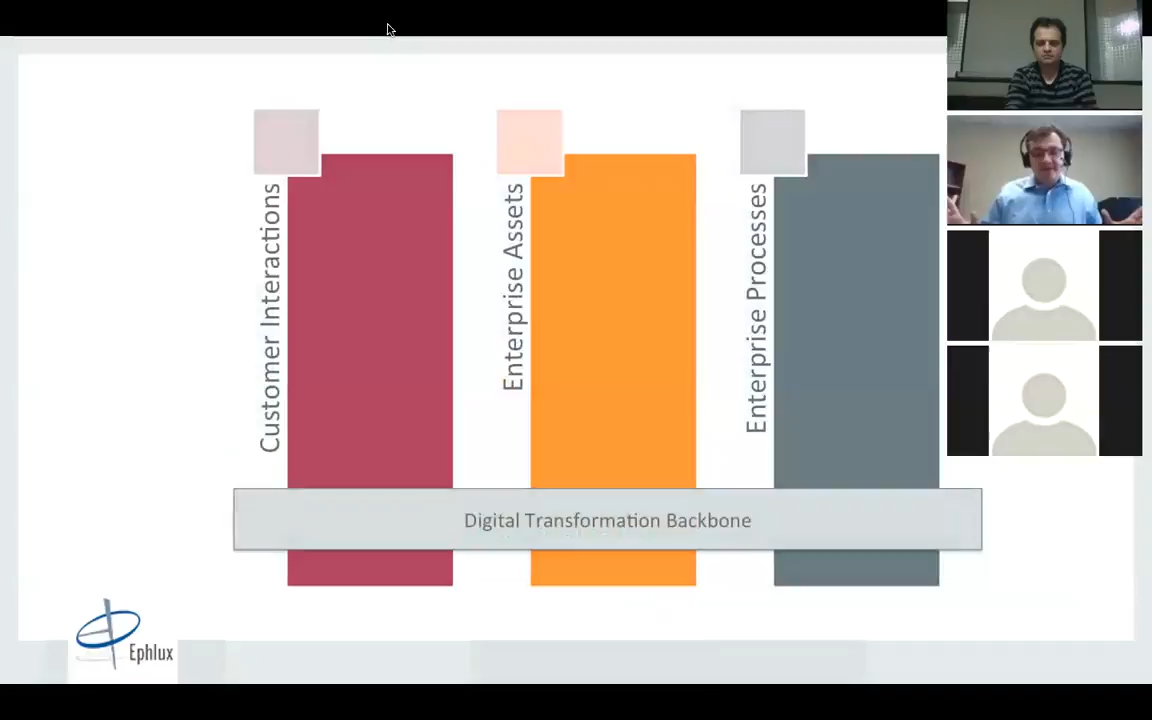 Customer Interactions
Enterprise Assets
Enterprise Processes
Digital Transformation Backbone
Ephlux